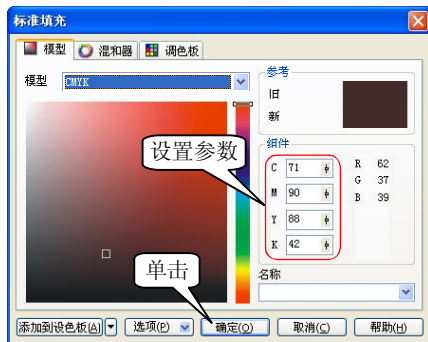 标准填充
模型 混和器 调色板
模型 CMYK
参考
旧
新
设置参数
组件
C 71 R 62
M 90 G 37
Y 88 B 39
K 42
单击
名称
添加到设色板(A) 选项(P) 确定(O) 取消(C) 帮助(H)